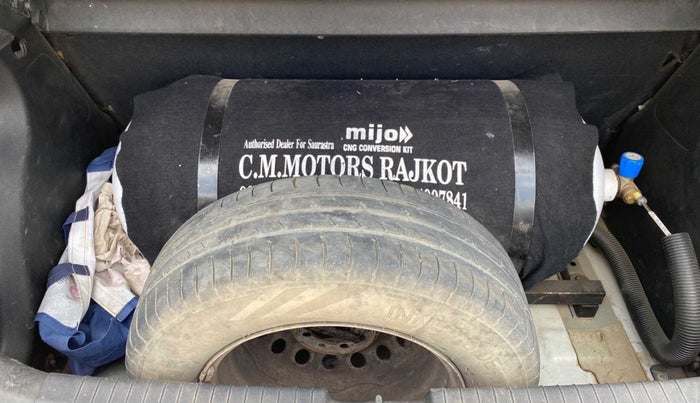 mijo
Authorised Dealer For Saurastra CNG CONVERSION KIT
C.M.MOTORS RAJKOT